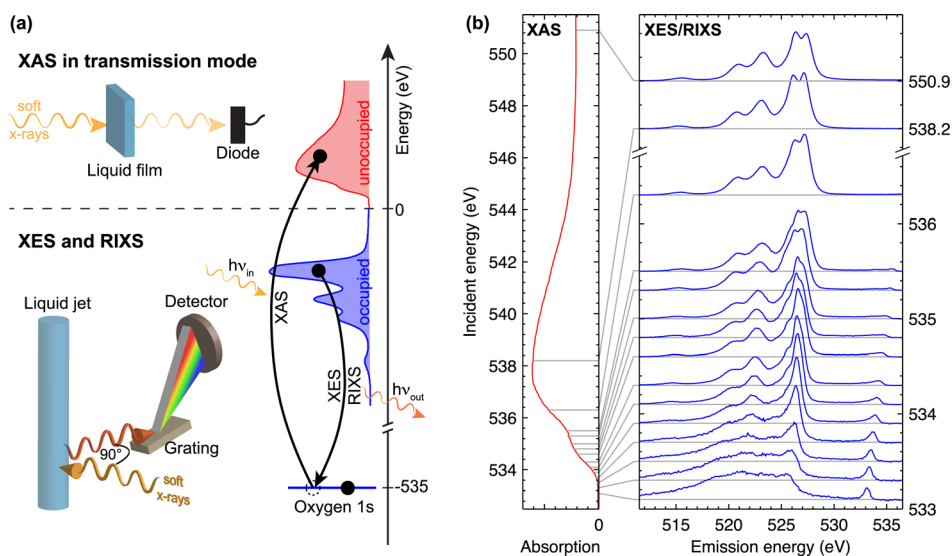 (a)
XAS in transmission mode
soft
x-rays
Liquid film
Diode
Energy (eV)
unoccupied
0
XES and RIXS
hνin
occupied
Liquid jet
Detector
XAS
XES
RIXS
hνout
Grating
90°
soft
x-rays
-535
Oxygen 1s
(b)
XAS
XES/RIXS
Incident energy (eV)
550
548
546
544
542
540
538
536
534
0
Absorption
550.9
538.2
536
535
534
533
515
520
525
530
535
Emission energy (eV)